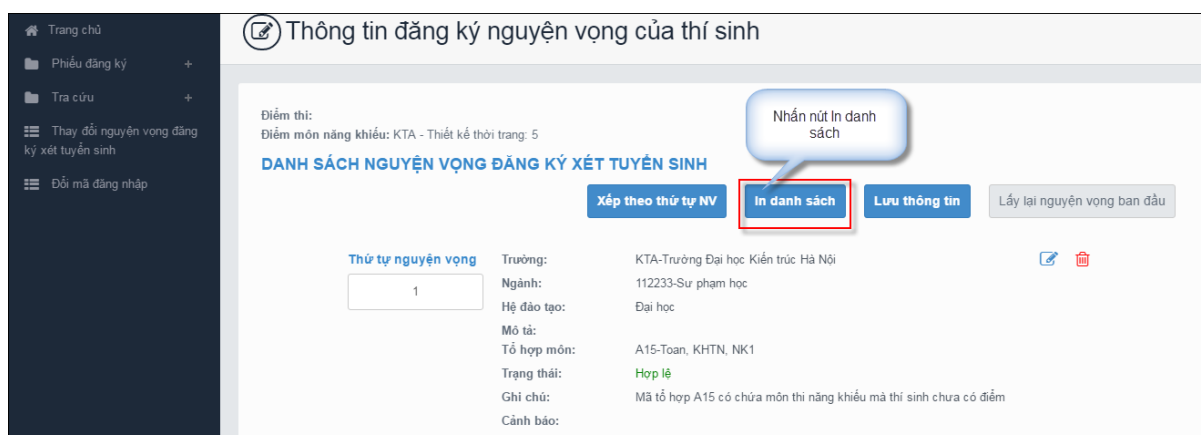 Trang chủ
Thông tin đăng ký nguyện vọng của thí sinh
Phiếu đăng ký +
Tra cứu +
Thay đổi nguyện vọng đăng
ký xét tuyển sinh
Đổi mã đăng nhập
Điểm thi:
Điểm môn năng khiếu: KTA - Thiết kế thời trang: 5
Nhấn nút In danh
sách
DANH SÁCH NGUYỆN VỌNG ĐĂNG KÝ XÉT TUYỂN SINH
Xếp theo thứ tự NV In danh sách Lưu thông tin Lấy lại nguyện vọng ban đầu
Thứ tự nguyện vọng
1
Trường: KTA-Trường Đại học Kiến trúc Hà Nội
Ngành: 112233-Sư phạm học
Hệ đào tạo: Đại học
Mô tả:
Tổ hợp môn: A15-Toan, KHTN, NK1
Trạng thái: Hợp lệ
Ghi chú: Mã tổ hợp A15 có chứa môn thi năng khiếu mà thí sinh chưa có điểm
Cảnh báo: